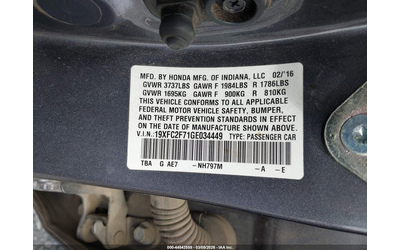 MFD. BY HONDA MFG. OF INDIANA, LLC 02/'16
GVWR 3737LBS GAWR F 1984LBS R 1786LBS
GVWR 1695KG GAWR F 900KG R 810KG
THIS VEHICLE CONFORMS TO ALL APPLICABLE
FEDERAL MOTOR VEHICLE SAFETY, BUMPER,
AND THEFT PREVENTION STANDARDS IN EFFECT
ON THE DATE OF MANUFACTURE SHOWN ABOVE.
V.I.N.:19XFC2F71GE034449 TYPE: PASSENGER CAR
TBA G AE7 -NH797M -A -E